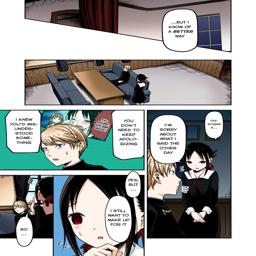 ...BUT I
KNOW OF
A BETTER
WAY
I'M
SORRY
ABOUT
WHAT I
SAID THE
OTHER
DAY
YOU
DON'T
NEED TO
KEEP
APOLO-
GIZING
I KNEW
YOU'D MIS-
UNDER-
STOOD
SOME-
THING
YES,
BUT...
I STILL
WANT TO
MAKE UP
FOR IT
SO...